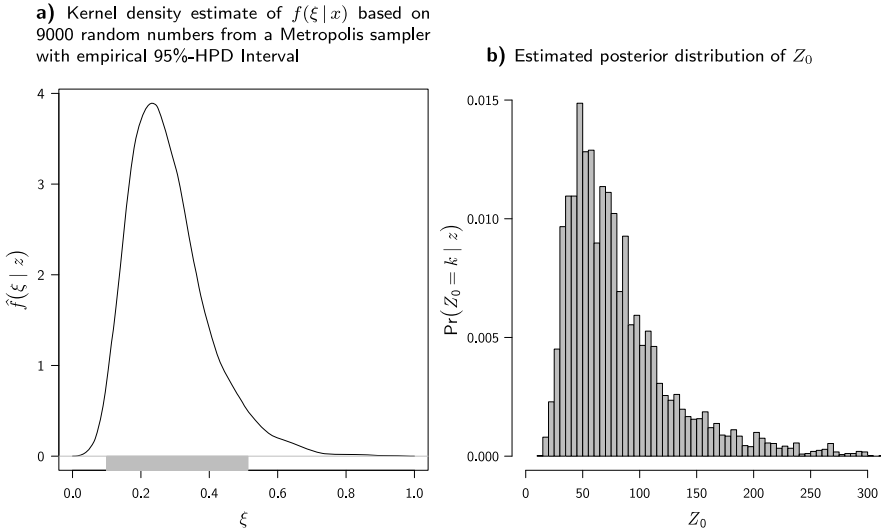 a) Kernel density estimate of f(ξ | x) based on
9000 random numbers from a Metropolis sampler
with empirical 95%-HPD Interval
f̂(ξ | z)
4
3
2
1
0
0.0 0.2 0.4 0.6 0.8 1.0
ξ
b) Estimated posterior distribution of Z₀
Pr(Z₀ = k | z)
0.015
0.010
0.005
0.000
0 50 100 150 200 250 300
Z₀